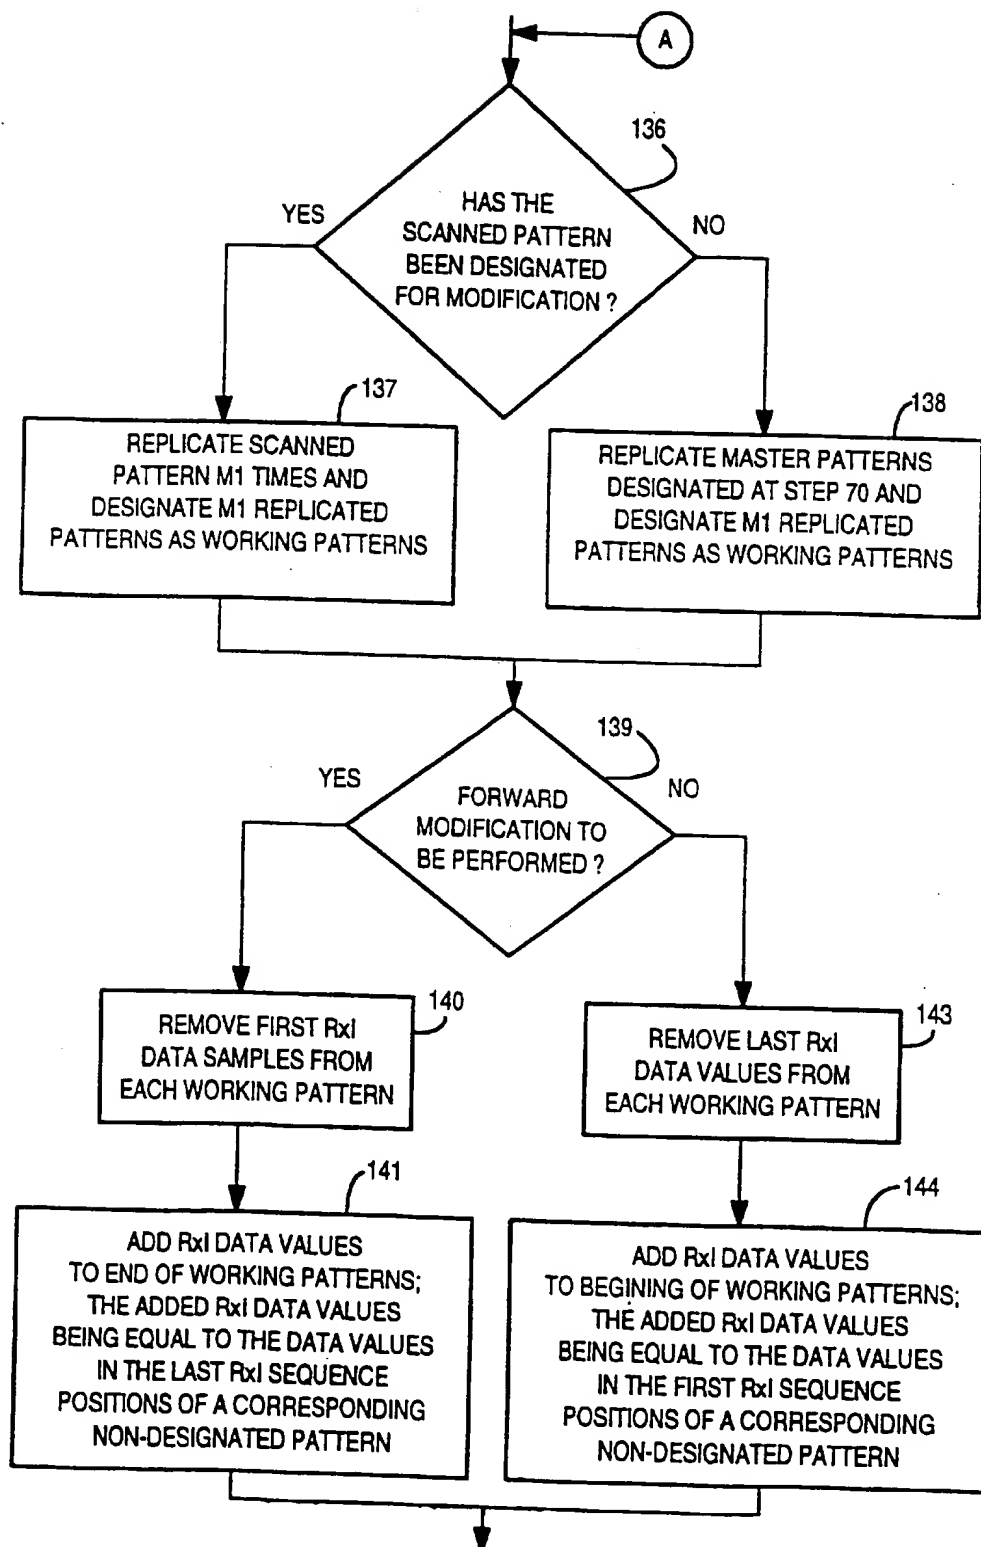 A
136
HAS THE
SCANNED PATTERN
BEEN DESIGNATED
FOR MODIFICATION ?
YES
NO
137
REPLICATE SCANNED
PATTERN M1 TIMES AND
DESIGNATE M1 REPLICATED
PATTERNS AS WORKING PATTERNS
138
REPLICATE MASTER PATTERNS
DESIGNATED AT STEP 70 AND
DESIGNATE M1 REPLICATED
PATTERNS AS WORKING PATTERNS
139
YES
NO
FORWARD
MODIFICATION TO
BE PERFORMED ?
140
REMOVE FIRST RxI
DATA SAMPLES FROM
EACH WORKING PATTERN
143
REMOVE LAST RxI
DATA VALUES FROM
EACH WORKING PATTERN
141
ADD RxI DATA VALUES
TO END OF WORKING PATTERNS;
THE ADDED RxI DATA VALUES
BEING EQUAL TO THE DATA VALUES
IN THE LAST RxI SEQUENCE
POSITIONS OF A CORRESPONDING
NON-DESIGNATED PATTERN
144
ADD RxI DATA VALUES
TO BEGINING OF WORKING PATTERNS;
THE ADDED RxI DATA VALUES
BEING EQUAL TO THE DATA VALUES
IN THE FIRST RxI SEQUENCE
POSITIONS OF A CORRESPONDING
NON-DESIGNATED PATTERN